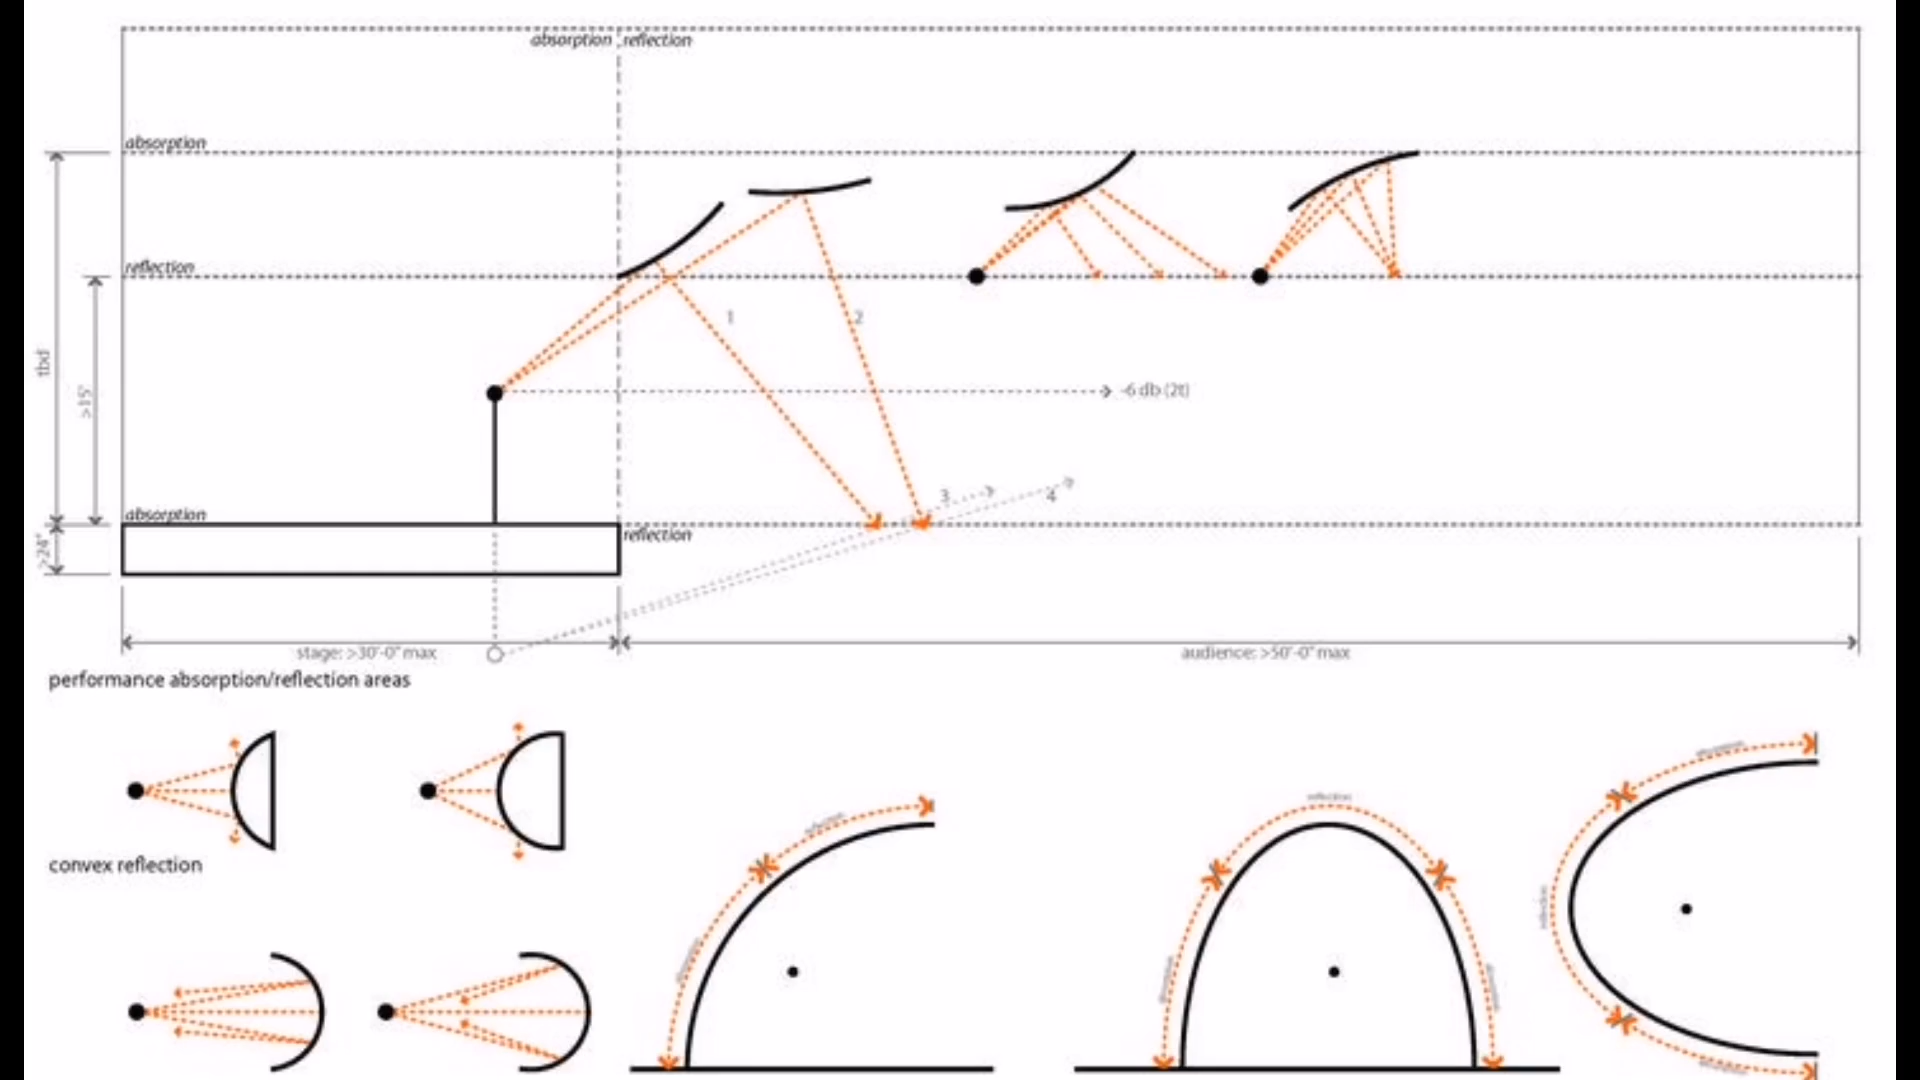 absorption reflection
absorption
reflection
1
2
tbd
>15'
-6 db (2t)
3
4
absorption
reflection
>24"
stage: >30'-0" max
audience: >50'-0" max
performance absorption/reflection areas
convex reflection
reflection
reflection